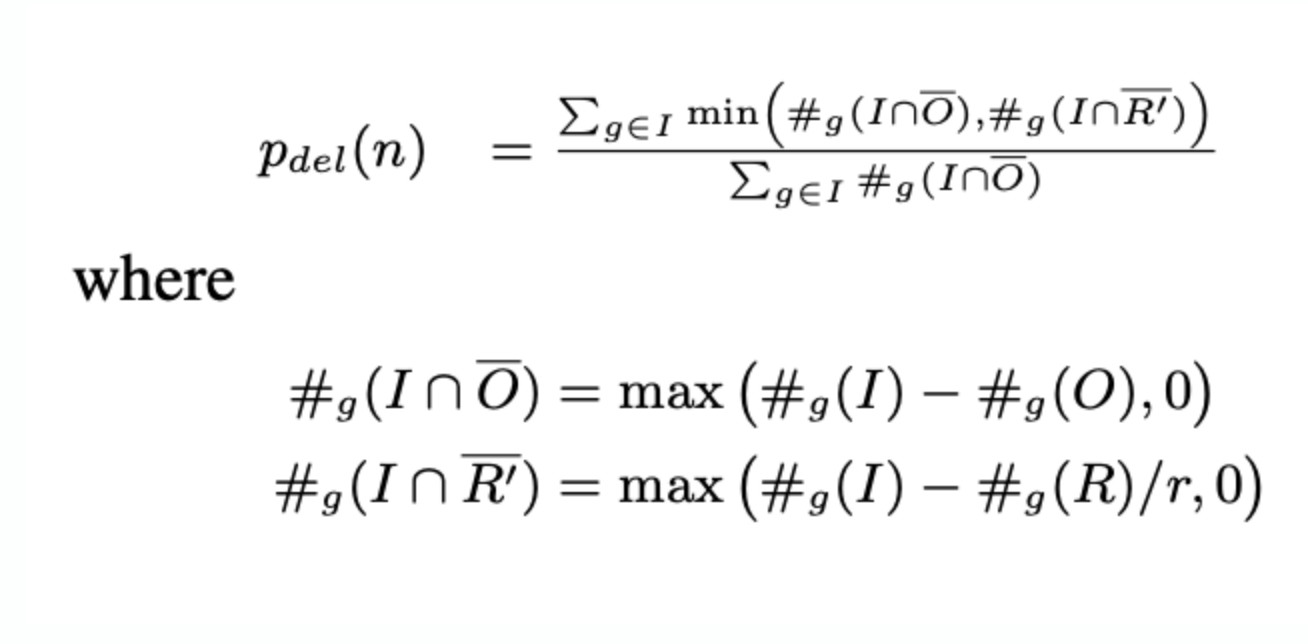 $p_{del}(n) = \frac{\sum_{g \in I} \min\left(\#_g(I \cap \overline{O}), \#_g(I \cap \overline{R'})\right)}{\sum_{g \in I} \#_g(I \cap \overline{O})}$
where
$\#_g(I \cap \overline{O}) = \max\left(\#_g(I) - \#_g(O), 0\right)$
$\#_g(I \cap \overline{R'}) = \max\left(\#_g(I) - \#_g(R)/r, 0\right)$